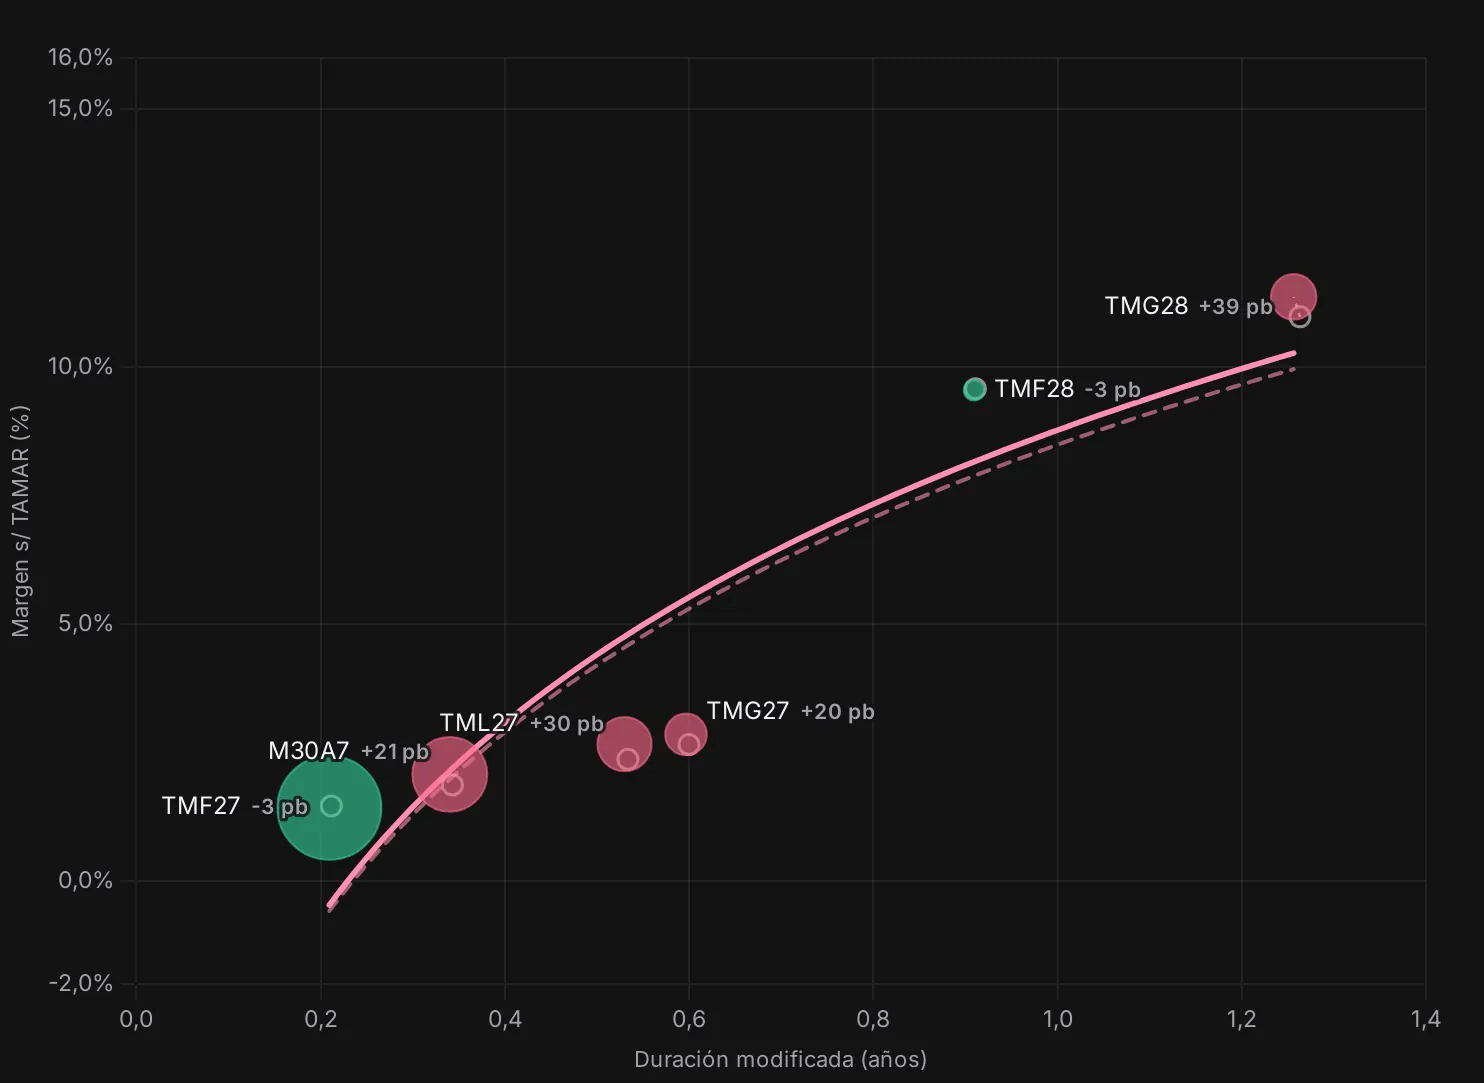 16,0%
15,0%
10,0%
5,0%
0,0%
-2,0%
Margen s/ TAMAR (%)
TMG28 +39 pb
TMF28 -3 pb
TMG27 +20 pb
TML27 +30 pb
M30A7 +21 pb
TMF27 -3 pb
0,0 0,2 0,4 0,6 0,8 1,0 1,2 1,4
Duración modificada (años)